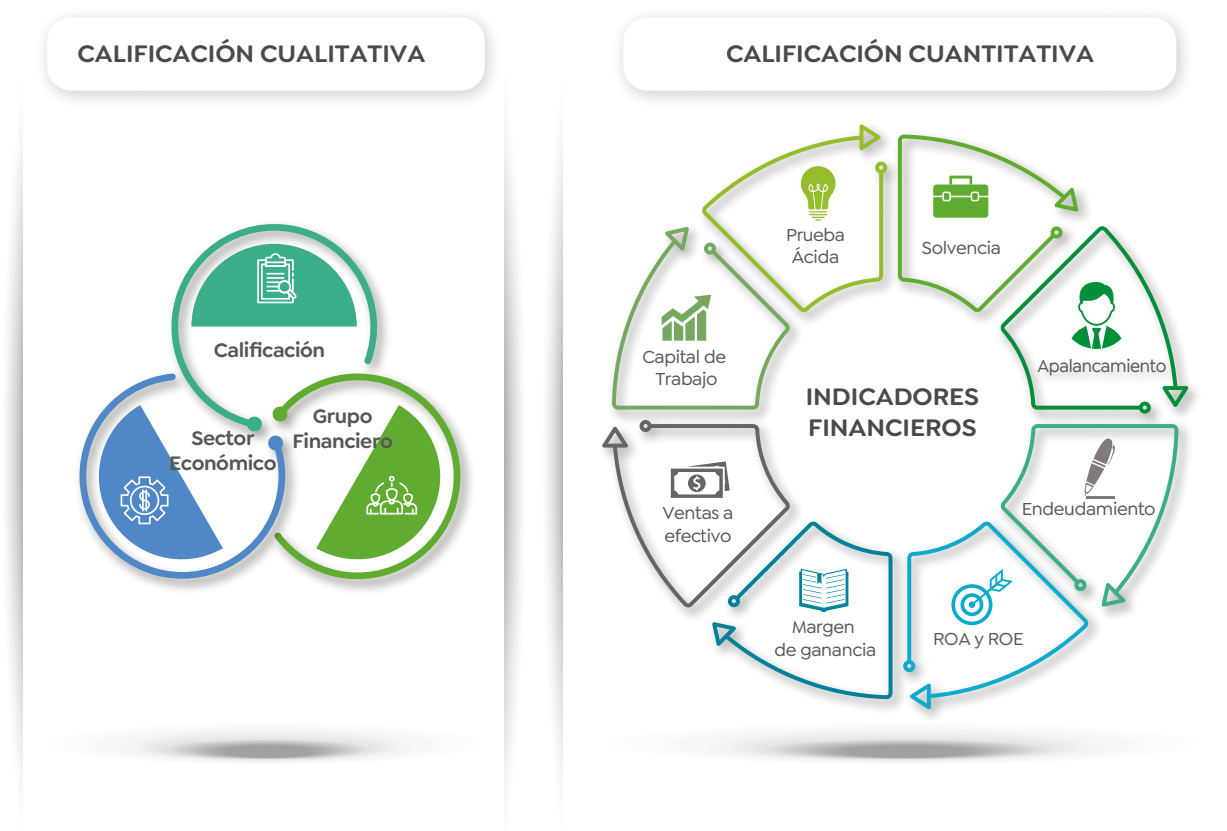 CALIFICACIÓN CUALITATIVA
Calificación
Grupo
Financiero
Sector
Económico
CALIFICACIÓN CUANTITATIVA
INDICADORES
FINANCIEROS
Prueba
Ácida
Solvencia
Apalancamiento
Endeudamiento
ROA y ROE
Margen
de ganancia
Ventas a
efectivo
Capital de
Trabajo